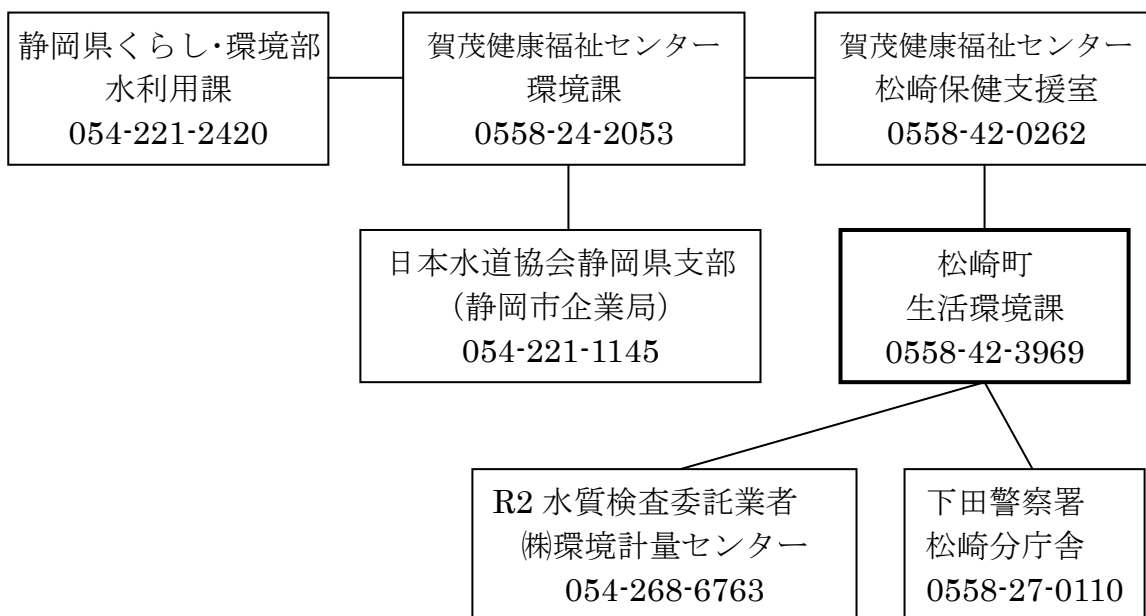 静岡県くらし･環境部
水利用課
054-221-2420
賀茂健康福祉センター
環境課
0558-24-2053
賀茂健康福祉センター
松崎保健支援室
0558-42-0262
日本水道協会静岡県支部
(静岡市企業局)
054-221-1145
松崎町
生活環境課
0558-42-3969
R2 水質検査委託業者
㈱環境計量センター
054-268-6763
下田警察署
松崎分庁舎
0558-27-0110